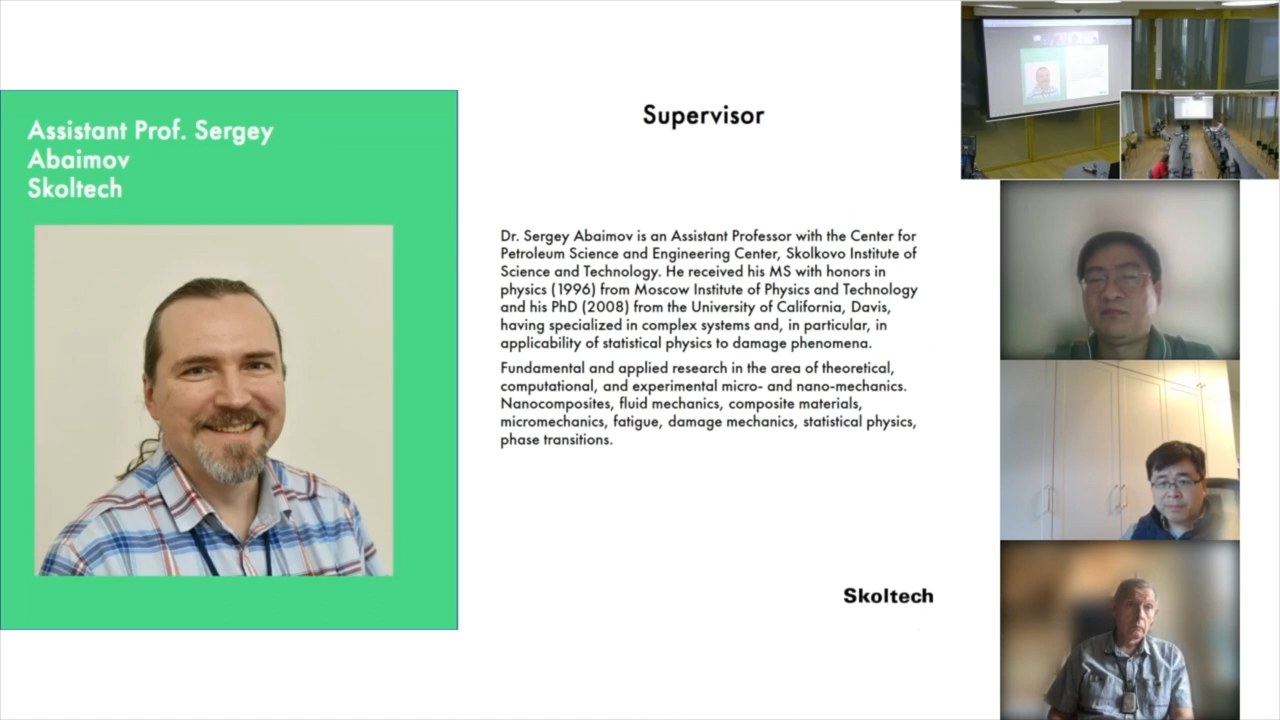 Assistant Prof. Sergey
Abaimov
Skoltech
Supervisor
Dr. Sergey Abaimov is an Assistant Professor with the Center for
Petroleum Science and Engineering Center, Skolkovo Institute of
Science and Technology. He received his MS with honors in
physics (1996) from Moscow Institute of Physics and Technology
and his PhD (2008) from the University of California, Davis,
having specialized in complex systems and, in particular, in
applicability of statistical physics to damage phenomena.
Fundamental and applied research in the area of theoretical,
computational, and experimental micro- and nano-mechanics.
Nanocomposites, fluid mechanics, composite materials,
micromechanics, fatigue, damage mechanics, statistical physics,
phase transitions.
Skoltech